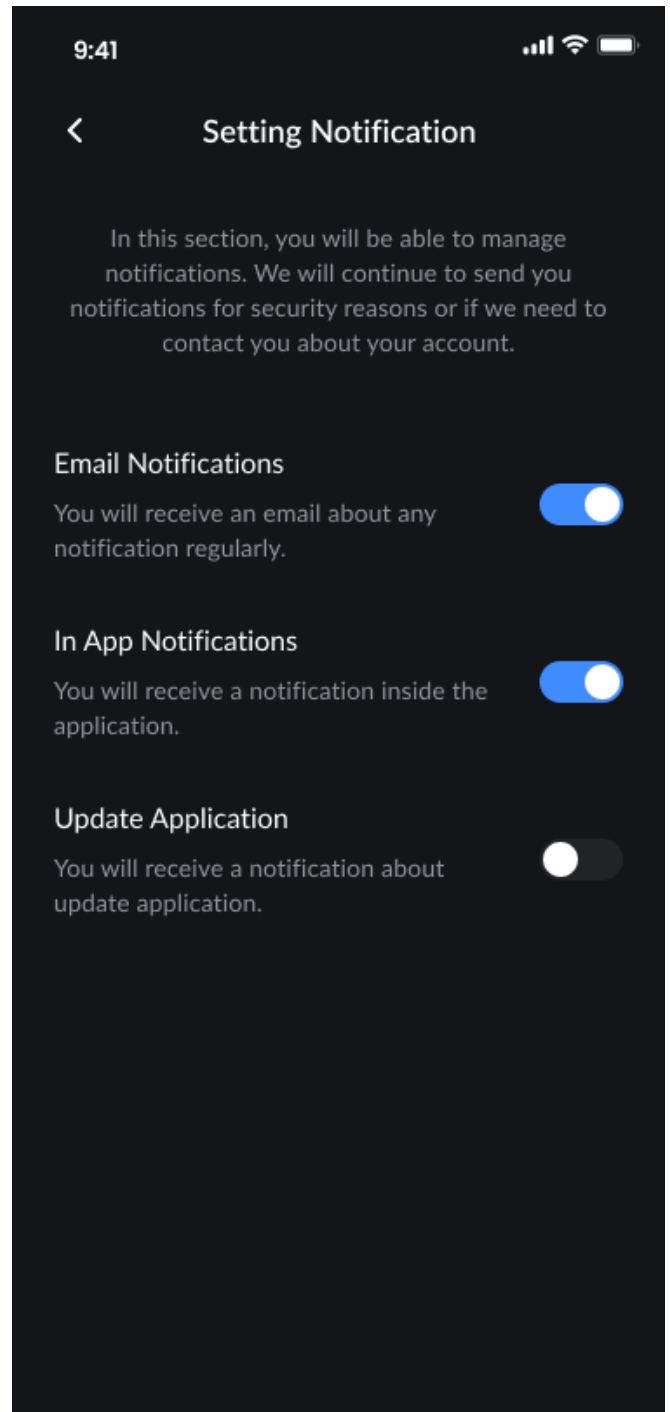 9:41
Setting Notification
In this section, you will be able to manage
notifications. We will continue to send you
notifications for security reasons or if we need to
contact you about your account.
Email Notifications
You will receive an email about any
notification regularly.
In App Notifications
You will receive a notification inside the
application.
Update Application
You will receive a notification about
update application.